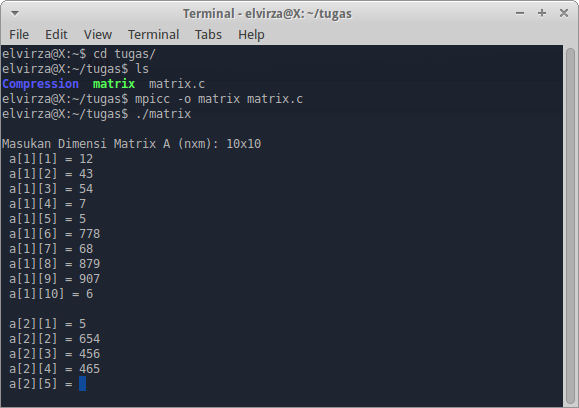 Terminal - elvirza@X: ~/tugas
File Edit View Terminal Tabs Help
elvirza@X:~$ cd tugas/
elvirza@X:~/tugas$ ls
Compression  matrix  matrix.c
elvirza@X:~/tugas$ mpicc -o matrix matrix.c
elvirza@X:~/tugas$ ./matrix
Masukan Dimensi Matrix A (nxm): 10x10
a[1][1] = 12
a[1][2] = 43
a[1][3] = 54
a[1][4] = 7
a[1][5] = 5
a[1][6] = 778
a[1][7] = 68
a[1][8] = 879
a[1][9] = 907
a[1][10] = 6
a[2][1] = 5
a[2][2] = 654
a[2][3] = 456
a[2][4] = 465
a[2][5] =